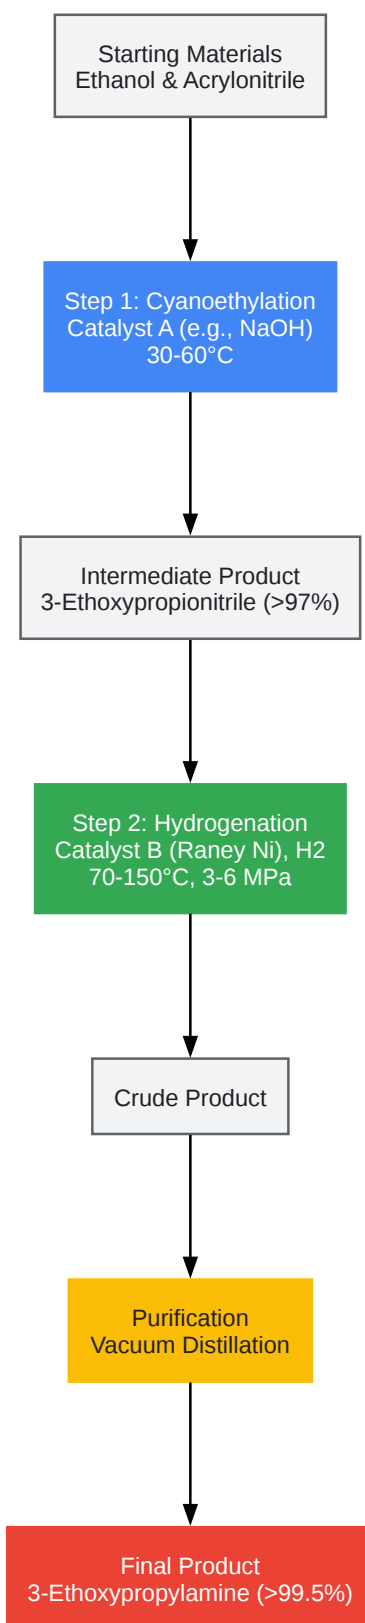 Starting Materials
Ethanol & Acrylonitrile
Step 1: Cyanoethylation
Catalyst A (e.g., NaOH)
30-60°C
Intermediate Product
3-Ethoxypropionitrile (>97%)
Step 2: Hydrogenation
Catalyst B (Raney Ni), H2
70-150°C, 3-6 MPa
Crude Product
Purification
Vacuum Distillation
Final Product
3-Ethoxypropylamine (>99.5%)